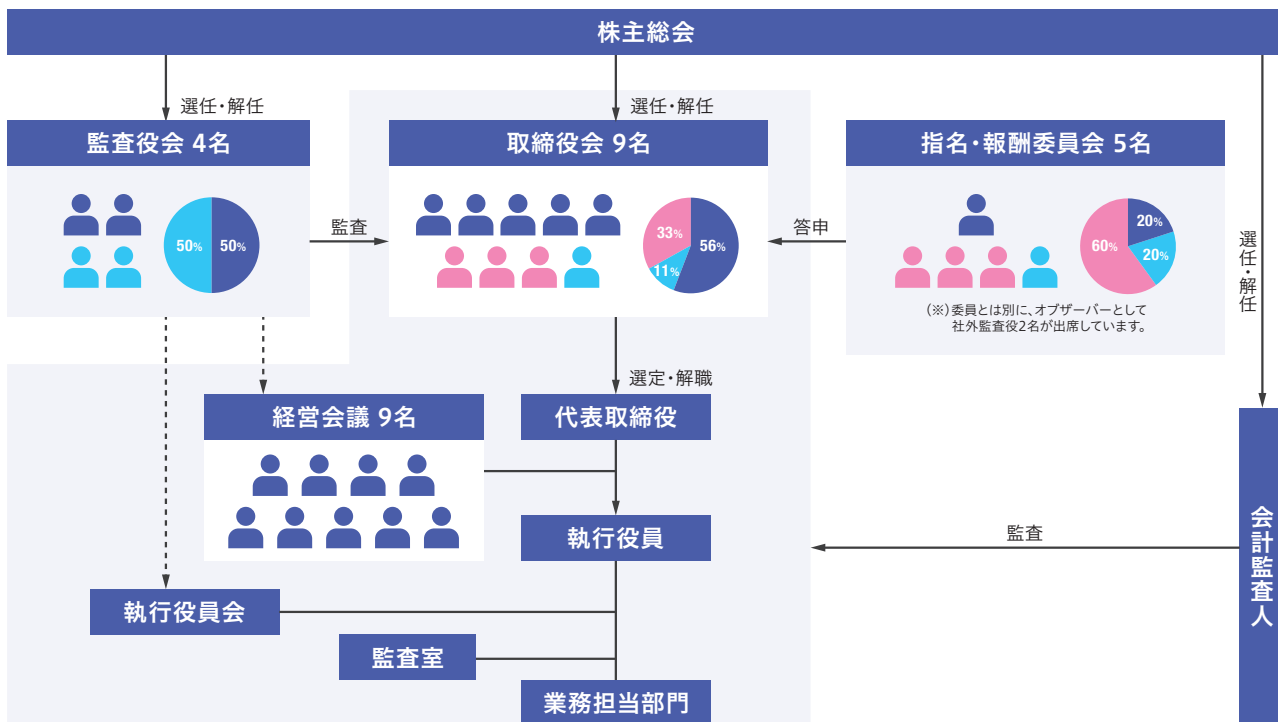 株主総会
選任・解任
選任・解任
選任・解任
監査役会 4名
50%
50%
監査
取締役会 9名
33%
56%
11%
答申
指名・報酬委員会 5名
20%
60%
20%
(※)委員とは別に、オブザーバーとして
社外監査役2名が出席しています。
選定・解職
経営会議 9名
代表取締役
執行役員
監査
会計監査人
執行役員会
監査室
業務担当部門